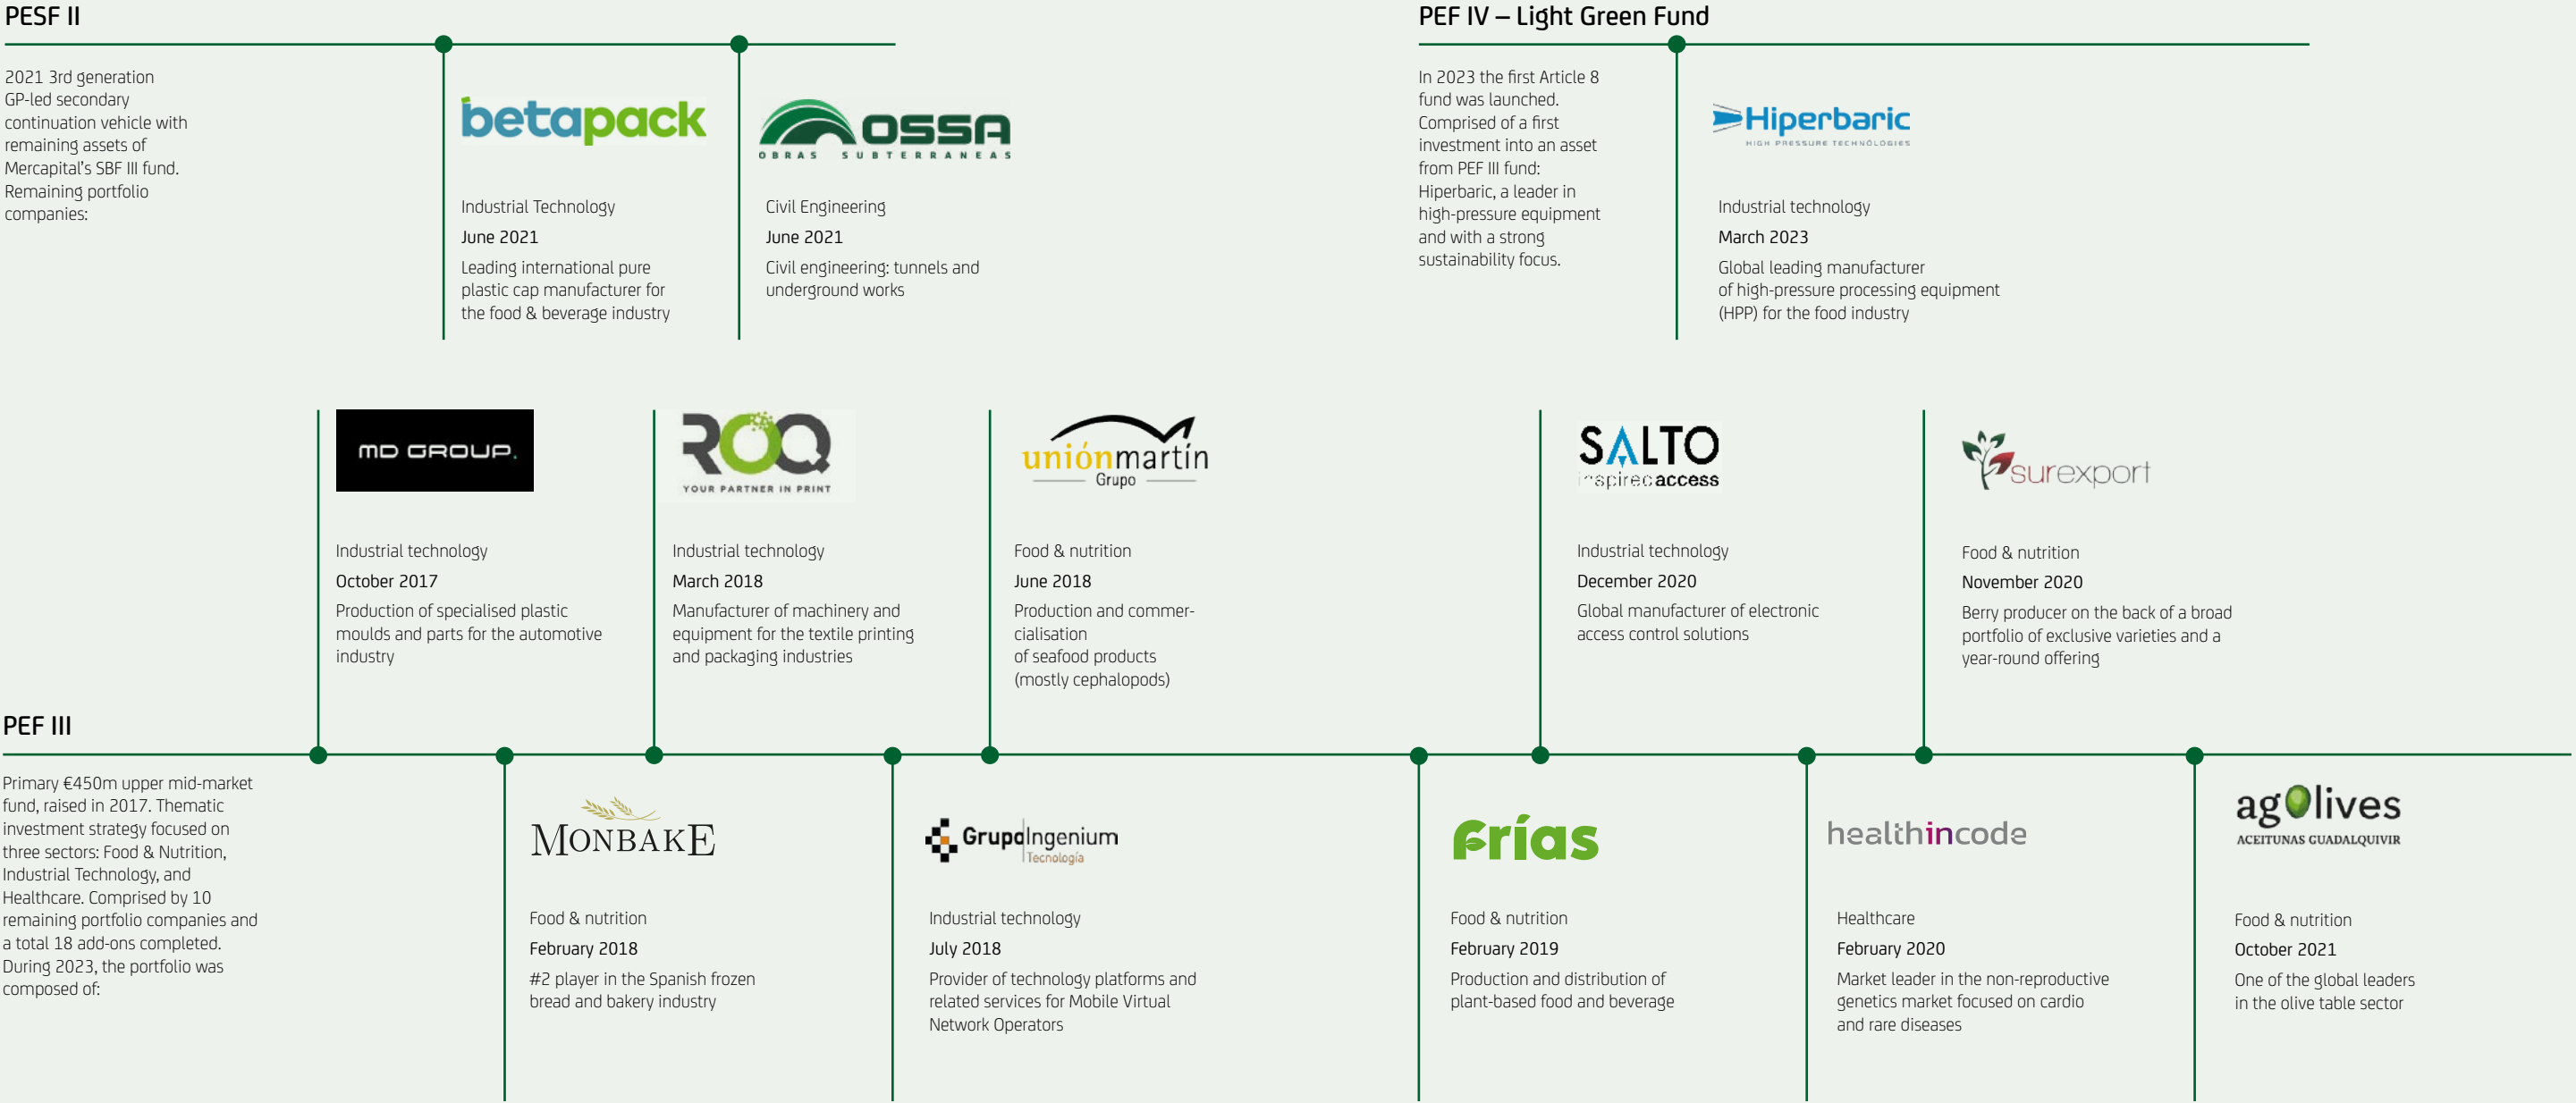 PESF II
2021 3rd generation
GP-led secondary
continuation vehicle with
remaining assets of
Mercapital's SBF III fund.
Remaining portfolio
companies:
betapack
Industrial Technology
June 2021
Leading international pure
plastic cap manufacturer for
the food & beverage industry
OSSA
OBRAS SUBTERRANEAS
Civil Engineering
June 2021
Civil engineering: tunnels and
underground works
PEF IV – Light Green Fund
In 2023 the first Article 8
fund was launched.
Comprised of a first
investment into an asset
from PEF III fund:
Hiperbaric, a leader in
high-pressure equipment
and with a strong
sustainability focus.
Hiperbaric
HIGH PRESSURE TECHNOLOGIES
Industrial technology
March 2023
Global leading manufacturer
of high-pressure processing equipment
(HPP) for the food industry
MD GROUP.
Industrial technology
October 2017
Production of specialised plastic
moulds and parts for the automotive
industry
ROQ
YOUR PARTNER IN PRINT
Industrial technology
March 2018
Manufacturer of machinery and
equipment for the textile printing
and packaging industries
uniónmartín
Grupo
Food & nutrition
June 2018
Production and commer-
cialisation
of seafood products
(mostly cephalopods)
SALTO
inspired access
Industrial technology
December 2020
Global manufacturer of electronic
access control solutions
surexport
Food & nutrition
November 2020
Berry producer on the back of a broad
portfolio of exclusive varieties and a
year-round offering
PEF III
Primary €450m upper mid-market
fund, raised in 2017. Thematic
investment strategy focused on
three sectors: Food & Nutrition,
Industrial Technology, and
Healthcare. Comprised by 10
remaining portfolio companies and
a total 18 add-ons completed.
During 2023, the portfolio was
composed of:
MONBAKE
Food & nutrition
February 2018
#2 player in the Spanish frozen
bread and bakery industry
GrupoIngenium
Tecnología
Industrial technology
July 2018
Provider of technology platforms and
related services for Mobile Virtual
Network Operators
Frías
Food & nutrition
February 2019
Production and distribution of
plant-based food and beverage
healthincode
Healthcare
February 2020
Market leader in the non-reproductive
genetics market focused on cardio
and rare diseases
agolives
ACEITUNAS GUADALQUIVIR
Food & nutrition
October 2021
One of the global leaders
in the olive table sector